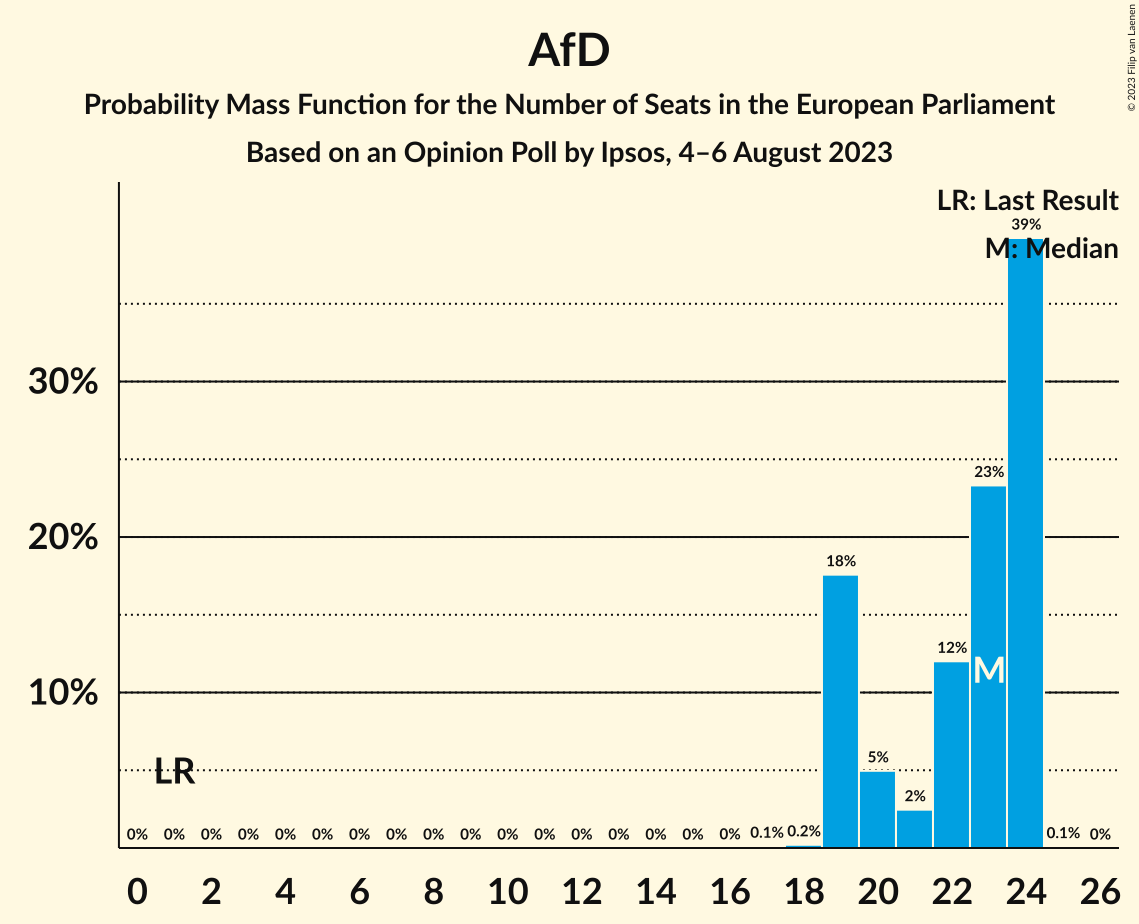 AfD
Probability Mass Function for the Number of Seats in the European Parliament
Based on an Opinion Poll by Ipsos, 4–6 August 2023
© 2023 Filip van Laenen
LR: Last Result
M: Median
39%
30%
23%
20%
18%
12%
M
10%
5%
2%
LR
0% 0% 0% 0% 0% 0% 0% 0% 0% 0% 0% 0% 0% 0% 0% 0% 0% 0.1% 0.2% 0.1% 0%
0 2 4 6 8 10 12 14 16 18 20 22 24 26